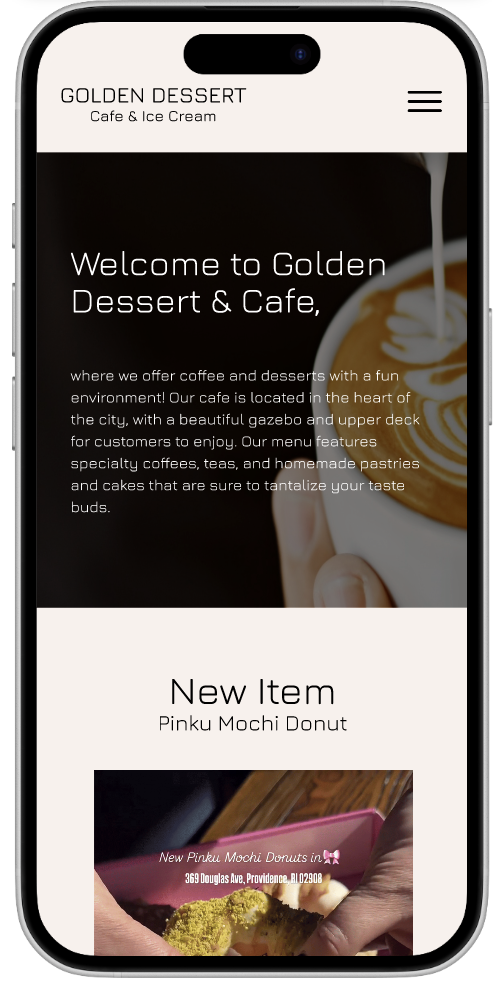 GOLDEN DESSERT
Cafe & Ice Cream
Welcome to Golden
Dessert & Cafe,
where we offer coffee and desserts with a fun
environment! Our cafe is located in the heart of
the city, with a beautiful gazebo and upper deck
for customers to enjoy. Our menu features
specialty coffees, teas, and homemade pastries
and cakes that are sure to tantalize your taste
buds.
New Item
Pinku Mochi Donut
New Pinku Mochi Donuts in🎀
369 Douglas Ave, Providence, RI 02908